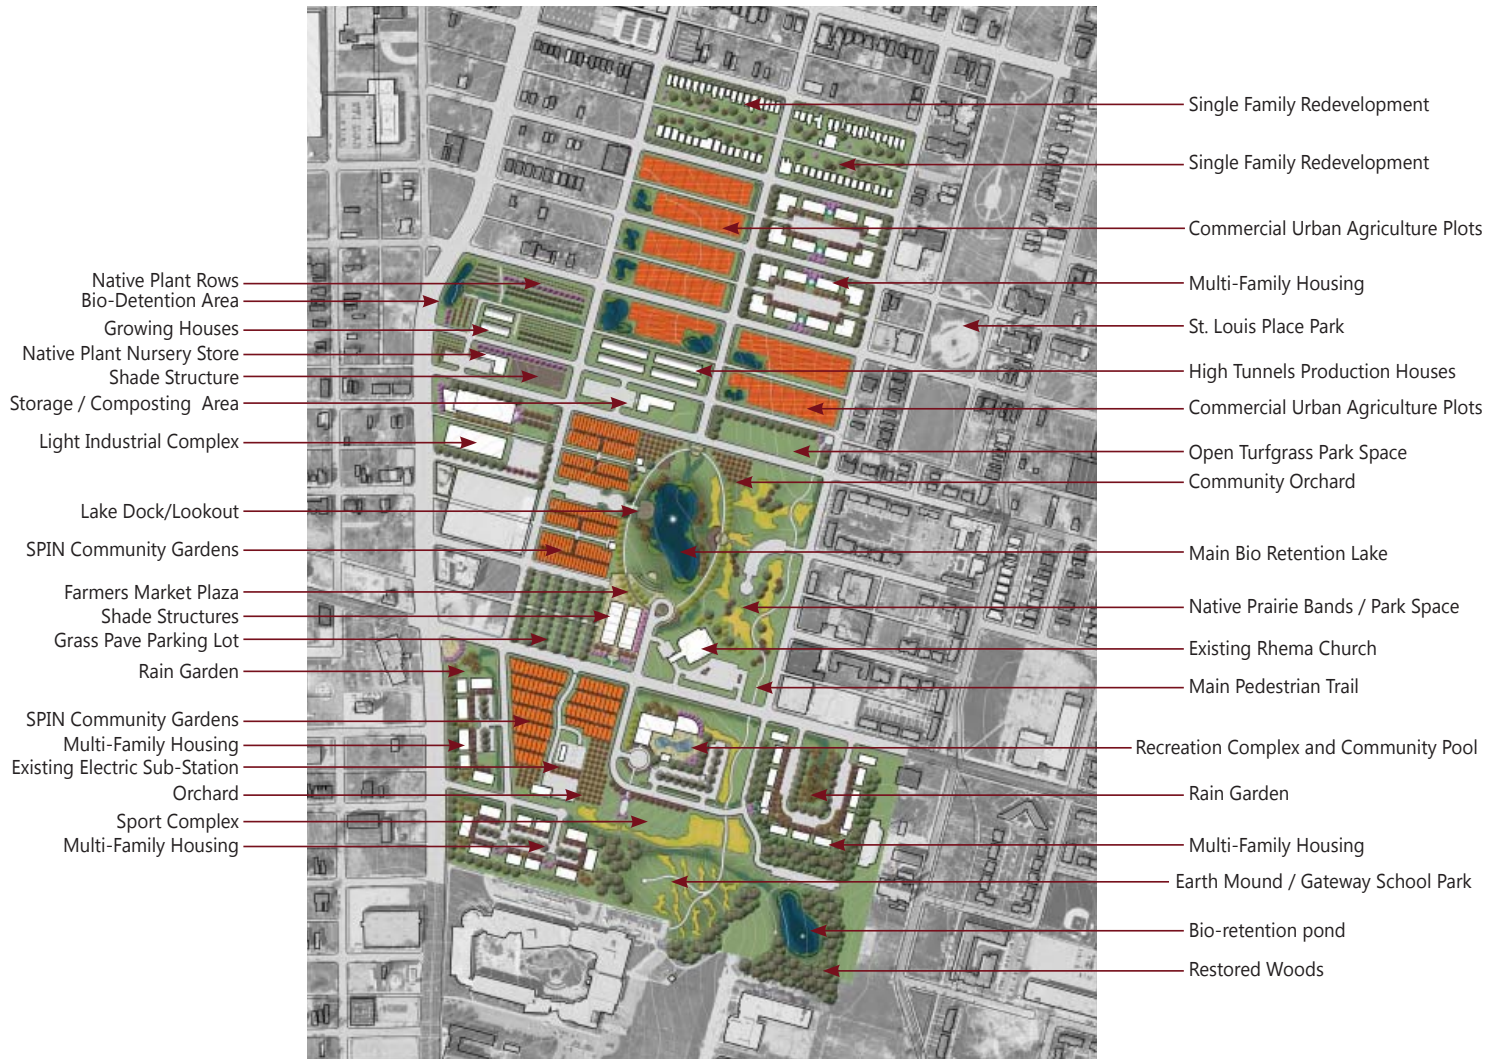 Native Plant Rows
Bio-Detention Area
Growing Houses
Native Plant Nursery Store
Shade Structure
Storage / Composting Area
Light Industrial Complex
Lake Dock/Lookout
SPIN Community Gardens
Farmers Market Plaza
Shade Structures
Grass Pave Parking Lot
Rain Garden
SPIN Community Gardens
Multi-Family Housing
Existing Electric Sub-Station
Orchard
Sport Complex
Multi-Family Housing
Single Family Redevelopment
Single Family Redevelopment
Commercial Urban Agriculture Plots
Multi-Family Housing
St. Louis Place Park
High Tunnels Production Houses
Commercial Urban Agriculture Plots
Open Turfgrass Park Space
Community Orchard
Main Bio Retention Lake
Native Prairie Bands / Park Space
Existing Rhema Church
Main Pedestrian Trail
Recreation Complex and Community Pool
Rain Garden
Multi-Family Housing
Earth Mound / Gateway School Park
Bio-retention pond
Restored Woods